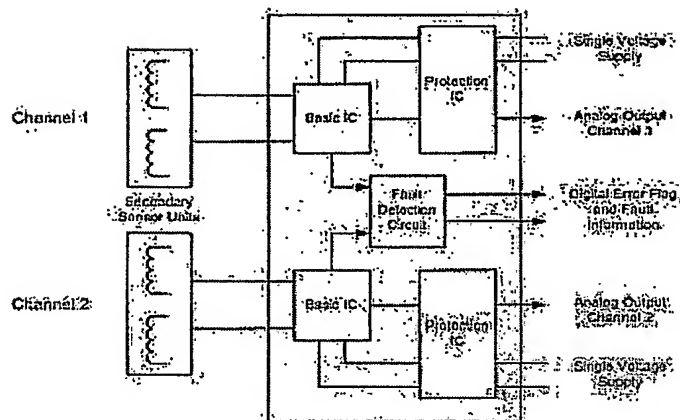 Single Voltage
Supply
Protection
IC
Channel 1
Basic IC
Analog Output
Channel 1
Secondary
Sensor Units
Fault
Detection
Circuit
Digital Error Flag
and Fault
Information
Channel 2
Basic IC
Protection
IC
Analog Output
Channel 2
Single Voltage
Supply